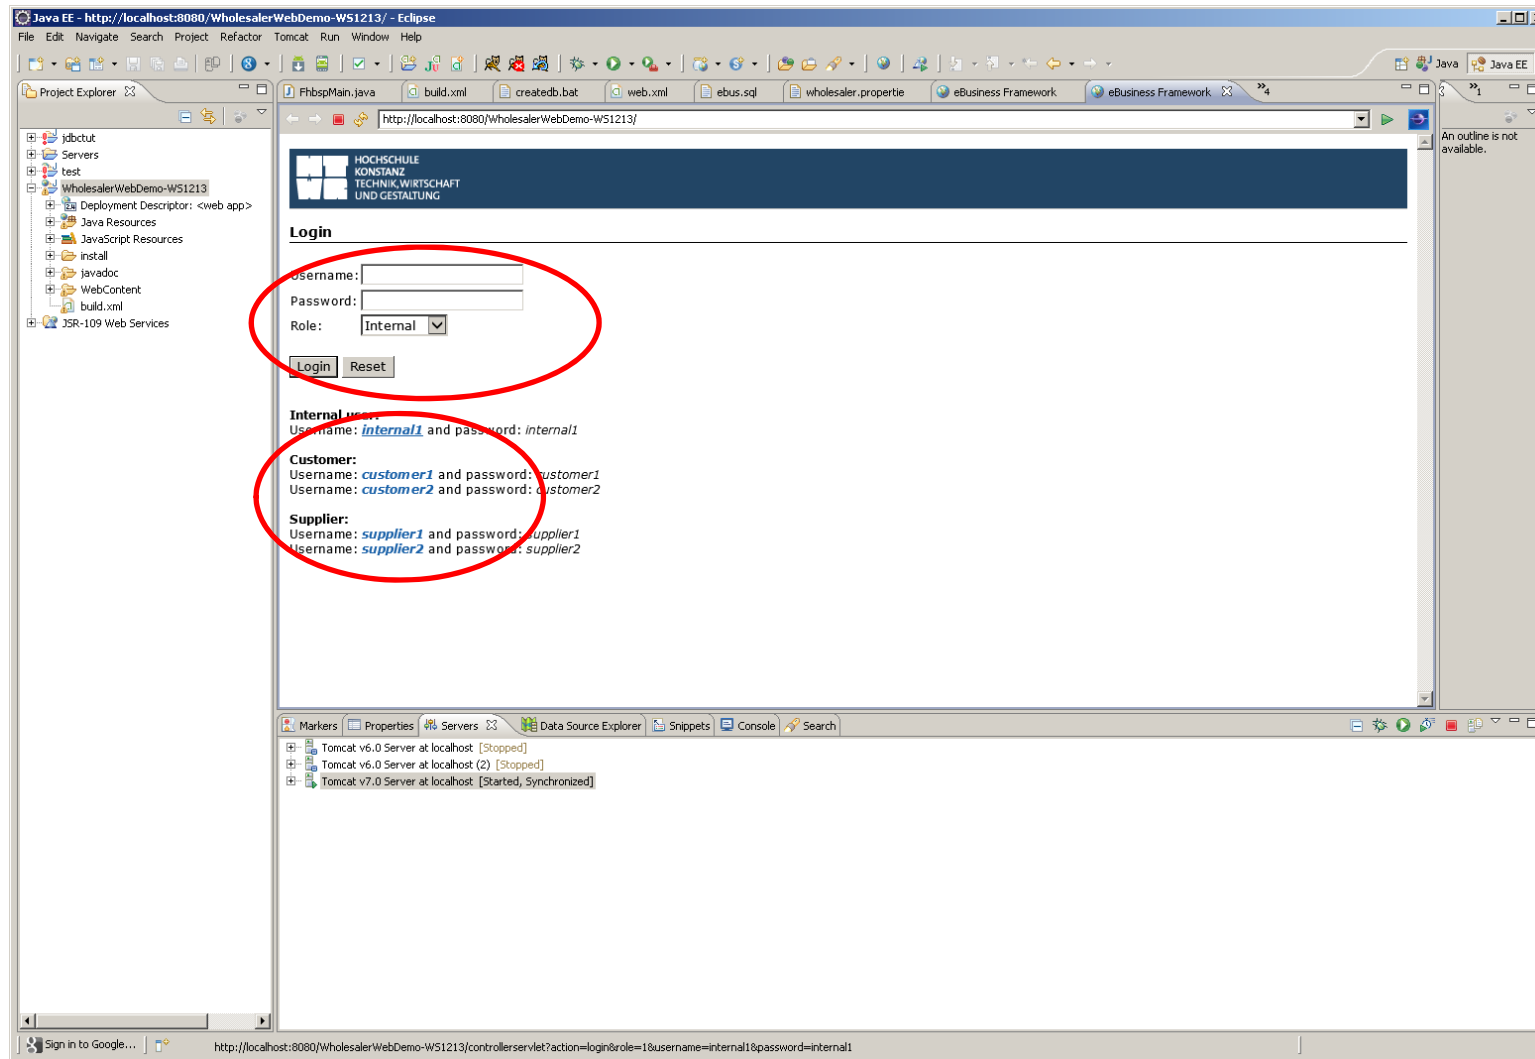 Java EE - http://localhost:8080/WholesalerWebDemo-WS1213/ - Eclipse
File Edit Navigate Search Project Refactor Tomcat Run Window Help
Java Java EE
Project Explorer
jdbctut
Servers
test
WholesalerWebDemo-WS1213
Deployment Descriptor: <web app>
Java Resources
JavaScript Resources
install
javadoc
WebContent
build.xml
JSR-109 Web Services
FhbspMain.java build.xml createdb.bat web.xml ebus.sql wholesaler.propertie eBusiness Framework eBusiness Framework »4
http://localhost:8080/WholesalerWebDemo-WS1213/
HOCHSCHULE
KONSTANZ
TECHNIK, WIRTSCHAFT
UND GESTALTUNG
Login
Username:
Password:
Role: Internal
Login Reset
Internal user:
Username: internal1 and password: internal1
Customer:
Username: customer1 and password: customer1
Username: customer2 and password: customer2
Supplier:
Username: supplier1 and password: supplier1
Username: supplier2 and password: supplier2
»1
An outline is not
available.
Markers Properties Servers Data Source Explorer Snippets Console Search
Tomcat v6.0 Server at localhost [Stopped]
Tomcat v6.0 Server at localhost (2) [Stopped]
Tomcat v7.0 Server at localhost [Started, Synchronized]
Sign in to Google...
http://localhost:8080/WholesalerWebDemo-WS1213/controllerservlet?action=login&role=1&username=internal1&password=internal1